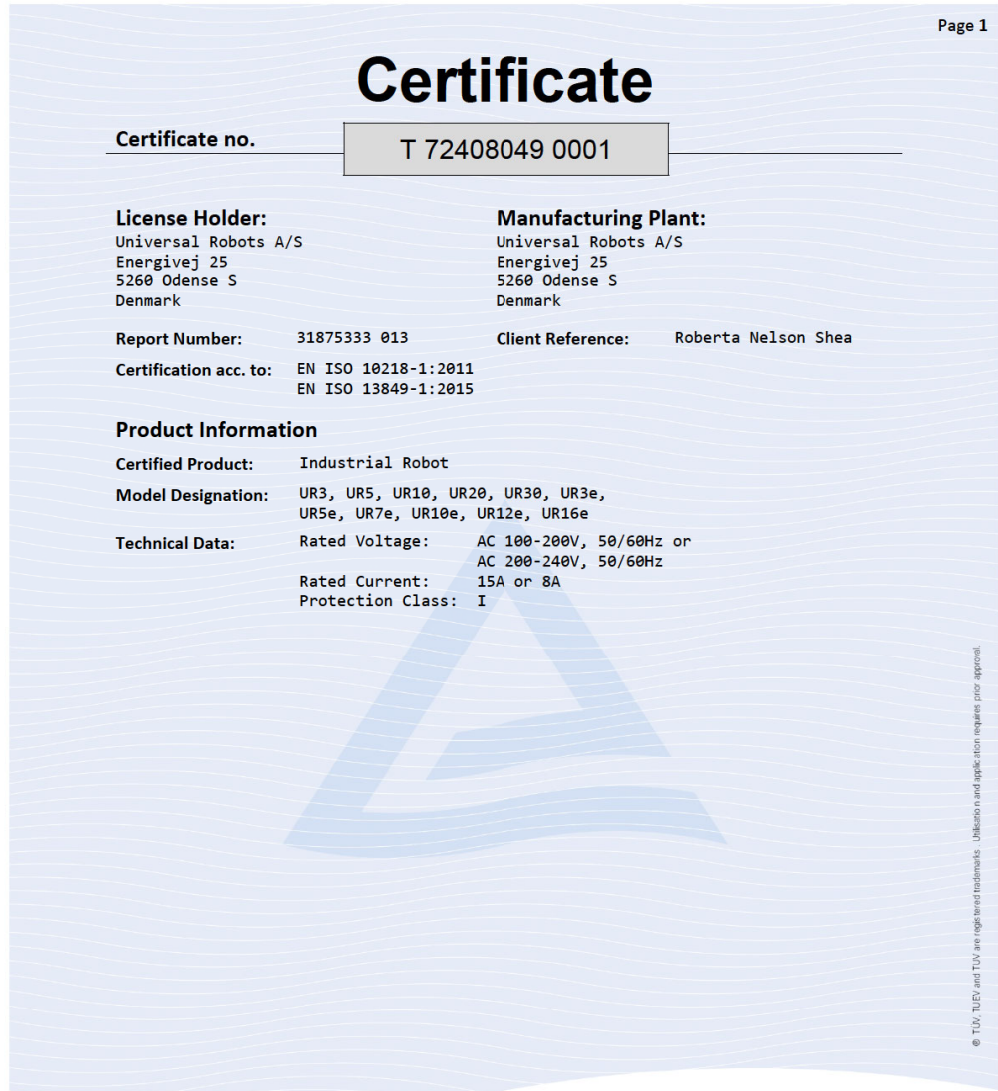 Page 1
Certificate
Certificate no.
T 72408049 0001
License Holder:
Universal Robots A/S
Energivej 25
5260 Odense S
Denmark
Manufacturing Plant:
Universal Robots A/S
Energivej 25
5260 Odense S
Denmark
Report Number: 31875333 013
Client Reference: Roberta Nelson Shea
Certification acc. to: EN ISO 10218-1:2011
EN ISO 13849-1:2015
Product Information
Certified Product: Industrial Robot
Model Designation: UR3, UR5, UR10, UR20, UR30, UR3e,
UR5e, UR7e, UR10e, UR12e, UR16e
Technical Data: Rated Voltage: AC 100-200V, 50/60Hz or
AC 200-240V, 50/60Hz
Rated Current: 15A or 8A
Protection Class: I
® TÜV, TUEV and TUV are registered trademarks. Utilisation and application requires prior approval.